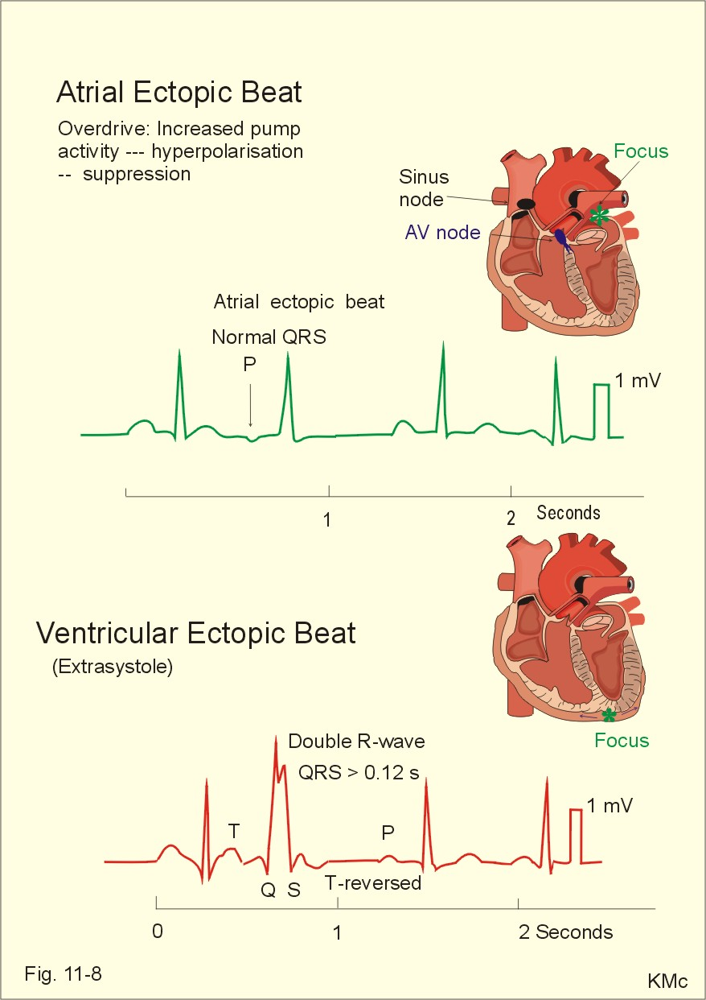 Atrial Ectopic Beat
Overdrive: Increased pump
activity --- hyperpolarisation
-- suppression
Focus
Sinus
node
AV node
Atrial ectopic beat
Normal QRS
P
1 mV
1
2
Seconds
Ventricular Ectopic Beat
(Extrasystole)
Focus
Double R-wave
QRS > 0.12 s
1 mV
T
P
Q S
T-reversed
0
1
2 Seconds
Fig. 11-8
KMc